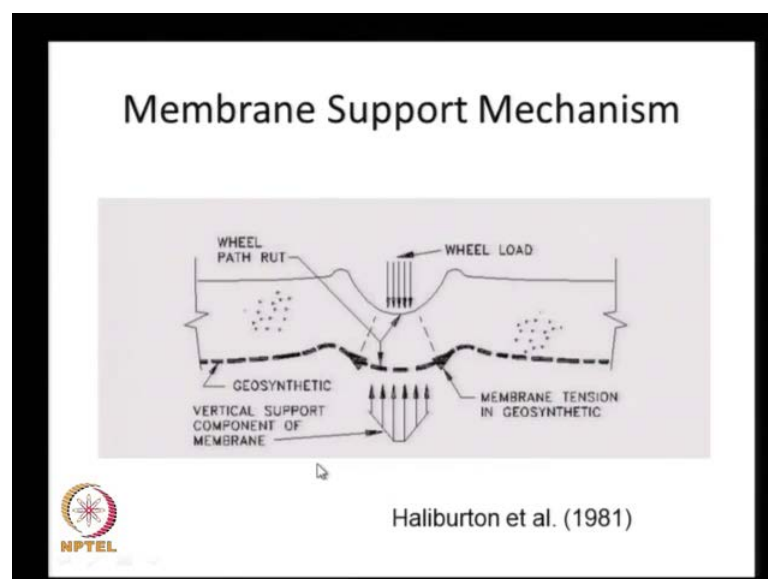 Membrane Support Mechanism
WHEEL
PATH RUT
WHEEL LOAD
GEOSYNTHETIC
VERTICAL SUPPORT
COMPONENT OF
MEMBRANE
MEMBRANE TENSION
IN GEOSYNTHETIC
Haliburton et al. (1981)
NPTEL